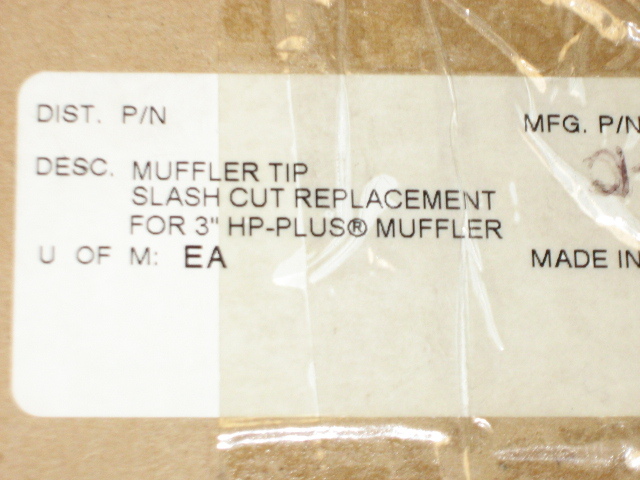 DIST. P/N MFG. P/N
DESC. MUFFLER TIP
SLASH CUT REPLACEMENT
FOR 3" HP-PLUS® MUFFLER
U OF M: EA MADE IN